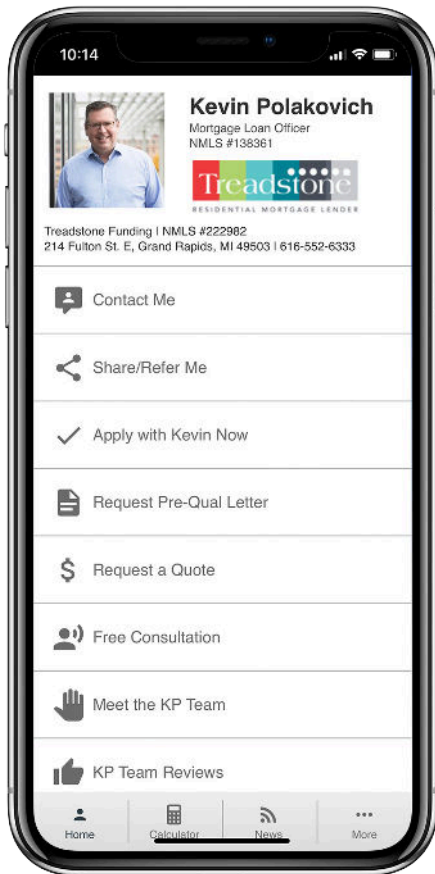 10:14
Kevin Polakovich
Mortgage Loan Officer
NMLS #138361
Treadstone
RESIDENTIAL MORTGAGE LENDER
Treadstone Funding | NMLS #222982
214 Fulton St. E, Grand Rapids, MI 49503 | 616-552-6333
Contact Me
Share/Refer Me
Apply with Kevin Now
Request Pre-Qual Letter
$ Request a Quote
Free Consultation
Meet the KP Team
KP Team Reviews
Home Calculator News More